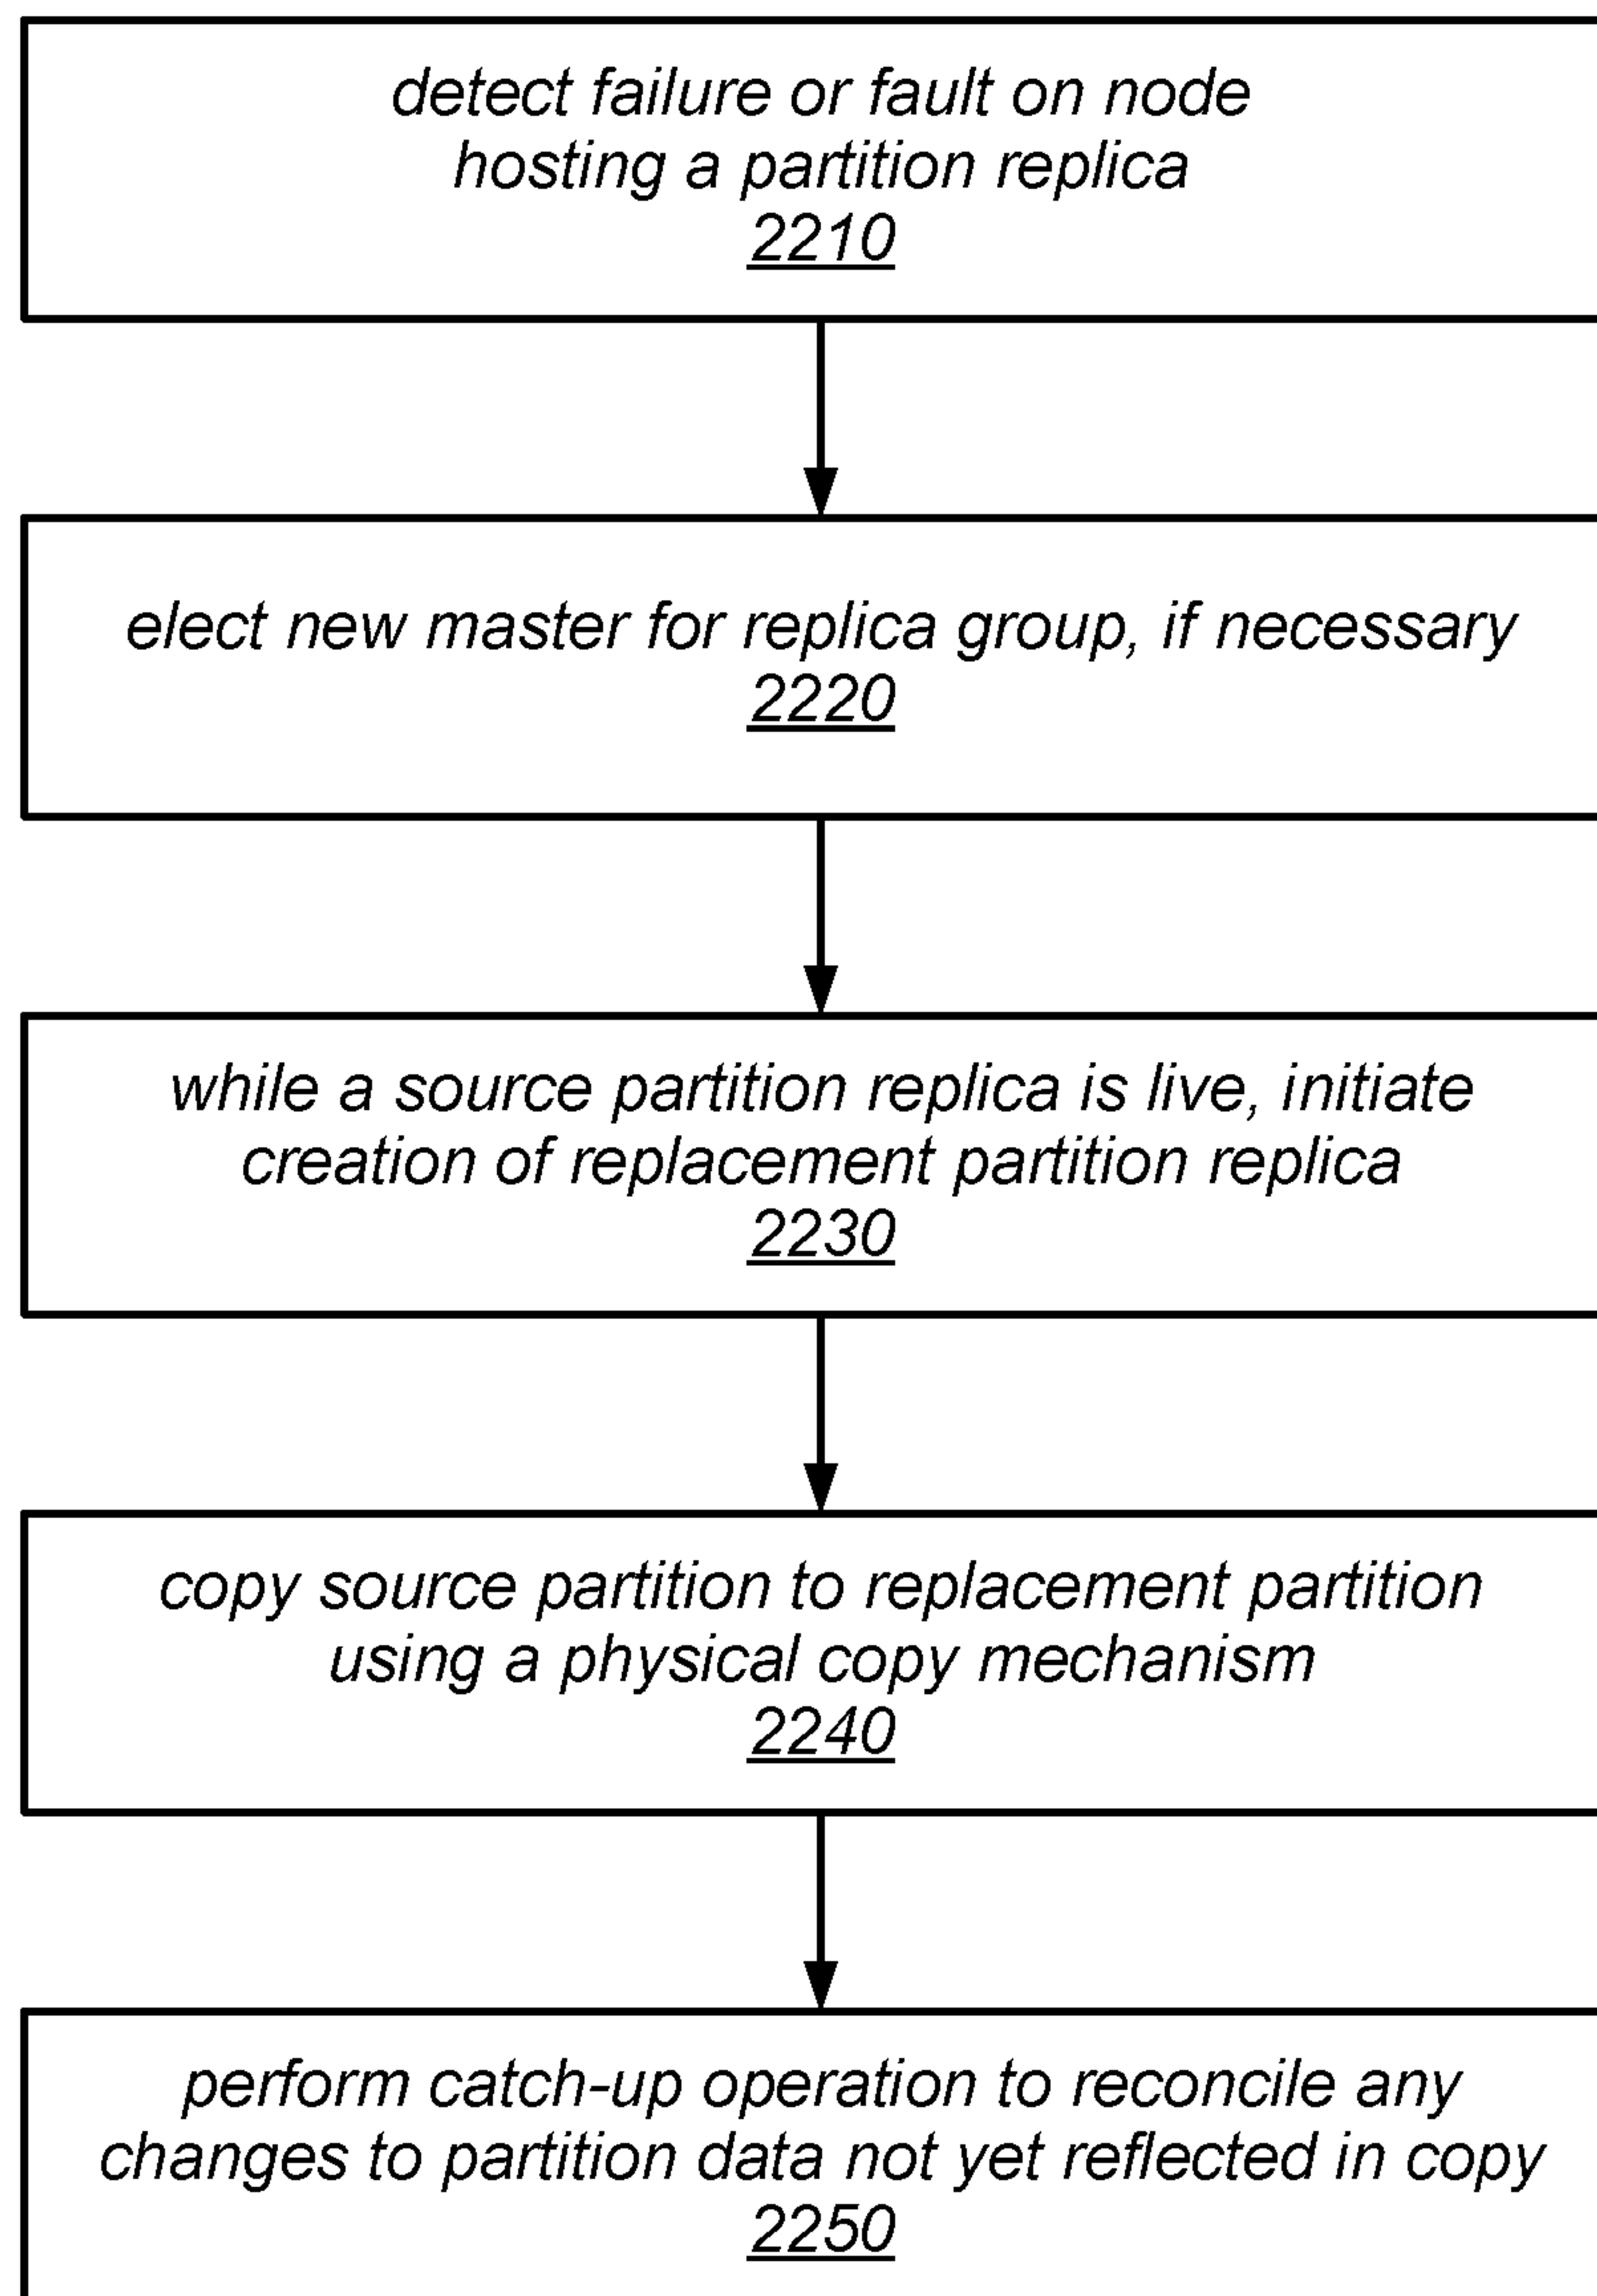 detect failure or fault on node
hosting a partition replica
2210
elect new master for replica group, if necessary
2220
while a source partition replica is live, initiate
creation of replacement partition replica
2230
copy source partition to replacement partition
using a physical copy mechanism
2240
perform catch-up operation to reconcile any
changes to partition data not yet reflected in copy
2250